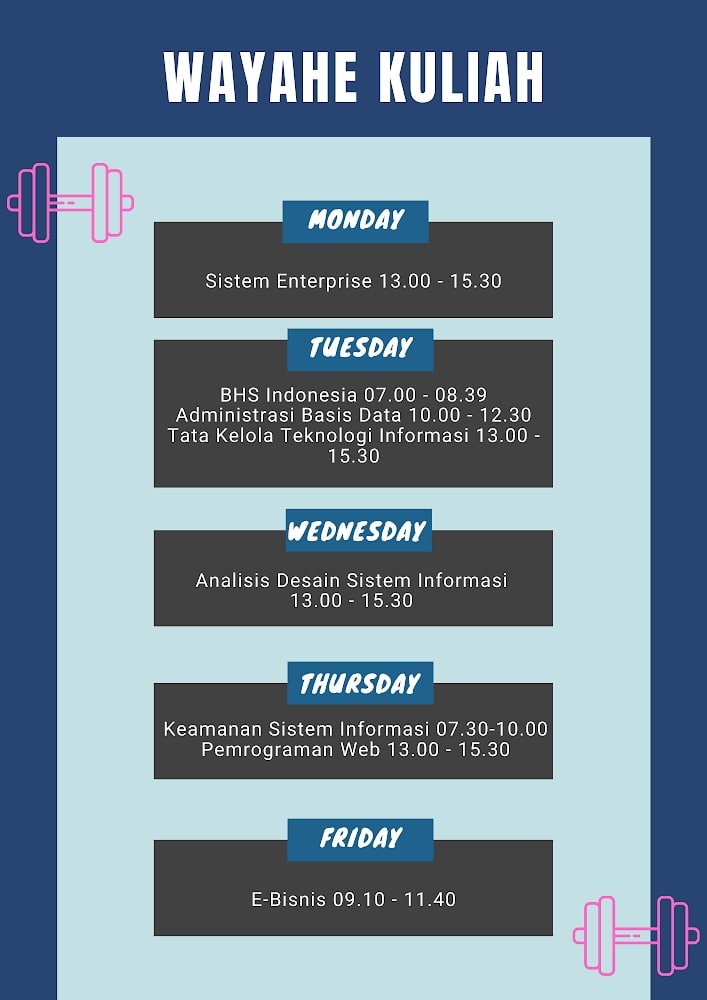 WAYAHE KULIAH
MONDAY
Sistem Enterprise 13.00 - 15.30
TUESDAY
BHS Indonesia 07.00 - 08.39
Administrasi Basis Data 10.00 - 12.30
Tata Kelola Teknologi Informasi 13.00 -
15.30
WEDNESDAY
Analisis Desain Sistem Informasi
13.00 - 15.30
THURSDAY
Keamanan Sistem Informasi 07.30-10.00
Pemrograman Web 13.00 - 15.30
FRIDAY
E-Bisnis 09.10 - 11.40